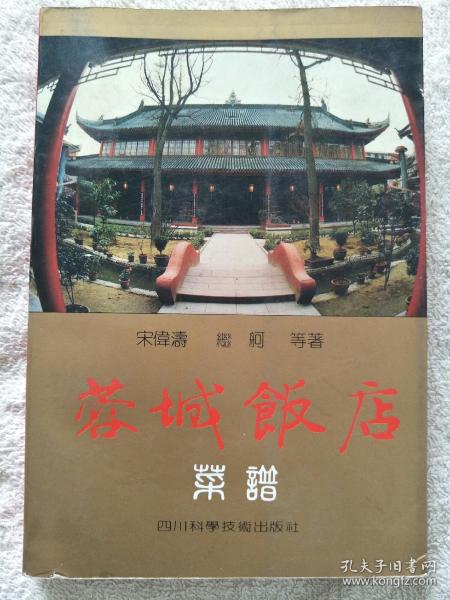 宋偉濤 繼舸 等著
蓉城飯店
菜譜
四川科學技術出版社
孔夫子旧书网
www.kongfz.com